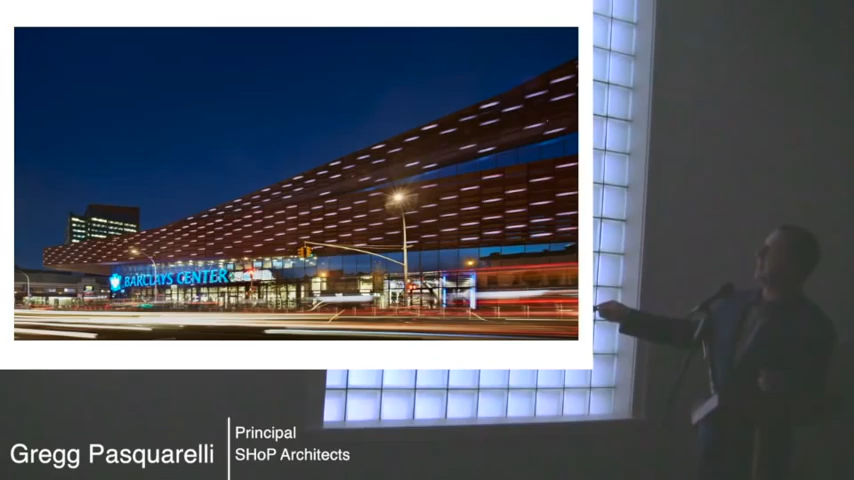 BARCLAYS CENTER
Gregg Pasquarelli
Principal
SHoP Architects